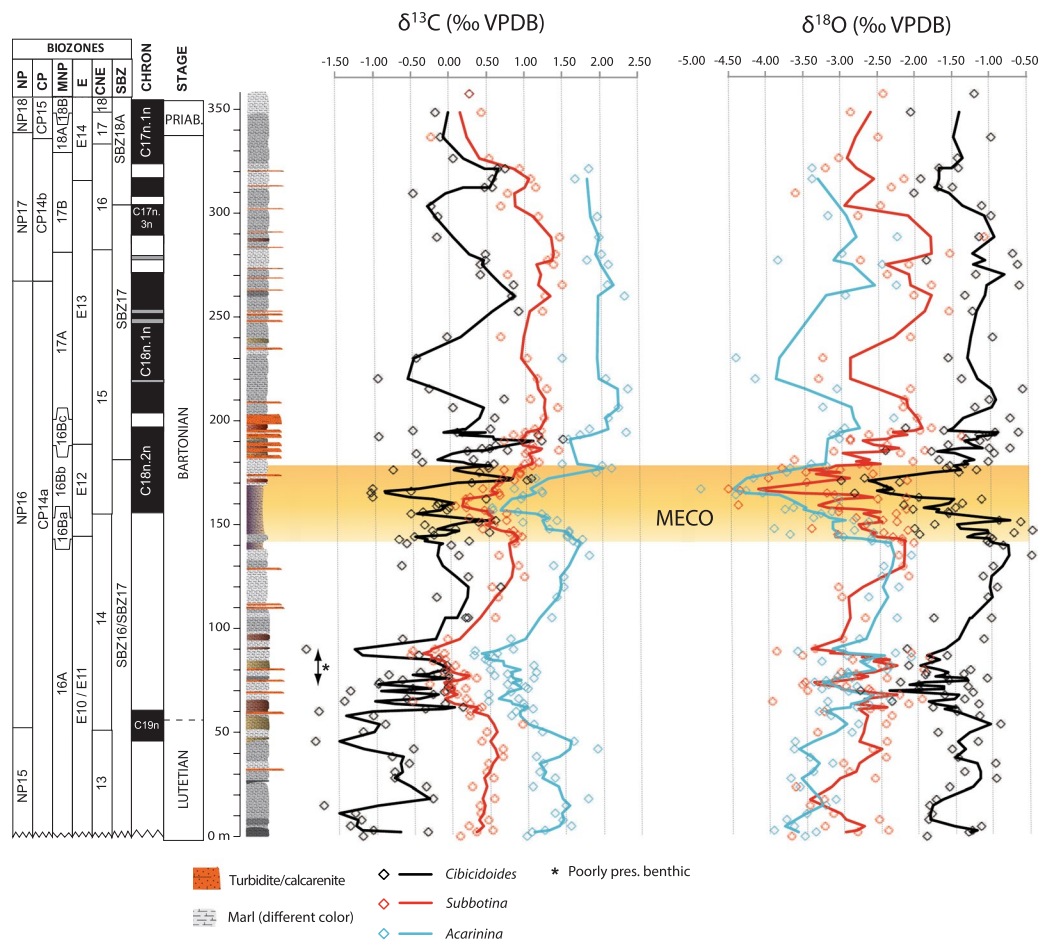 δ13C (‰ VPDB)
δ18O (‰ VPDB)
BIOZONES
NP
CP
MNP
E
CNE
SBZ
CHRON
STAGE
-1.50 -1.00 -0.50 0.00 0.50 1.00 1.50 2.00 2.50
-5.00 -4.50 -4.00 -3.50 -3.00 -2.50 -2.00 -1.50 -1.00 -0.50
NP18
NP17
NP16
NP15
CP15
CP14b
CP14a
18B
18A
17B
17A
16Bc
16Bb
16Ba
16A
E14
E13
E12
E10 / E11
18
17
16
15
14
13
SBZ18A
SBZ17
SBZ16/SBZ17
C17n.1n
C17n.
3n
C18n.1n
C18n.2n
C19n
PRIAB.
BARTONIAN
LUTETIAN
350
300
250
200
150
100
50
0 m
MECO
*
Turbidite/calcarenite
Marl (different color)
Cibicidoides
Subbotina
Acarinina
* Poorly pres. benthic